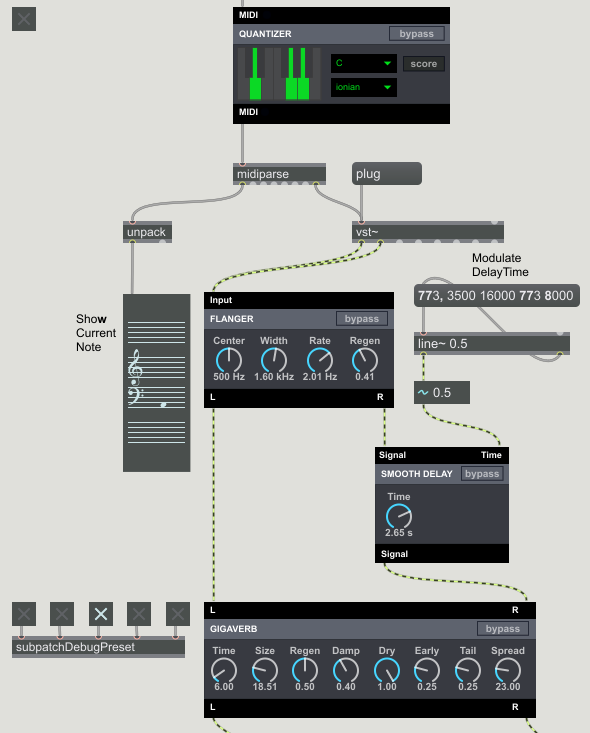 MIDI
QUANTIZER
bypass
C
score
ionian
MIDI
midiparse
plug
unpack
vst~
Modulate
DelayTime
773, 3500 16000 773 8000
Input
FLANGER
bypass
Center
Width
Rate
Regen
500 Hz
1.60 kHz
2.01 Hz
0.41
L
R
Show
Current
Note
line~ 0.5
~ 0.5
Signal
Time
SMOOTH DELAY
bypass
Time
2.65 s
Signal
subpatchDebugPreset
L
R
GIGAVERB
bypass
Time
Size
Regen
Damp
Dry
Early
Tail
Spread
6.00
18.51
0.50
0.40
1.00
0.25
0.25
23.00
L
R